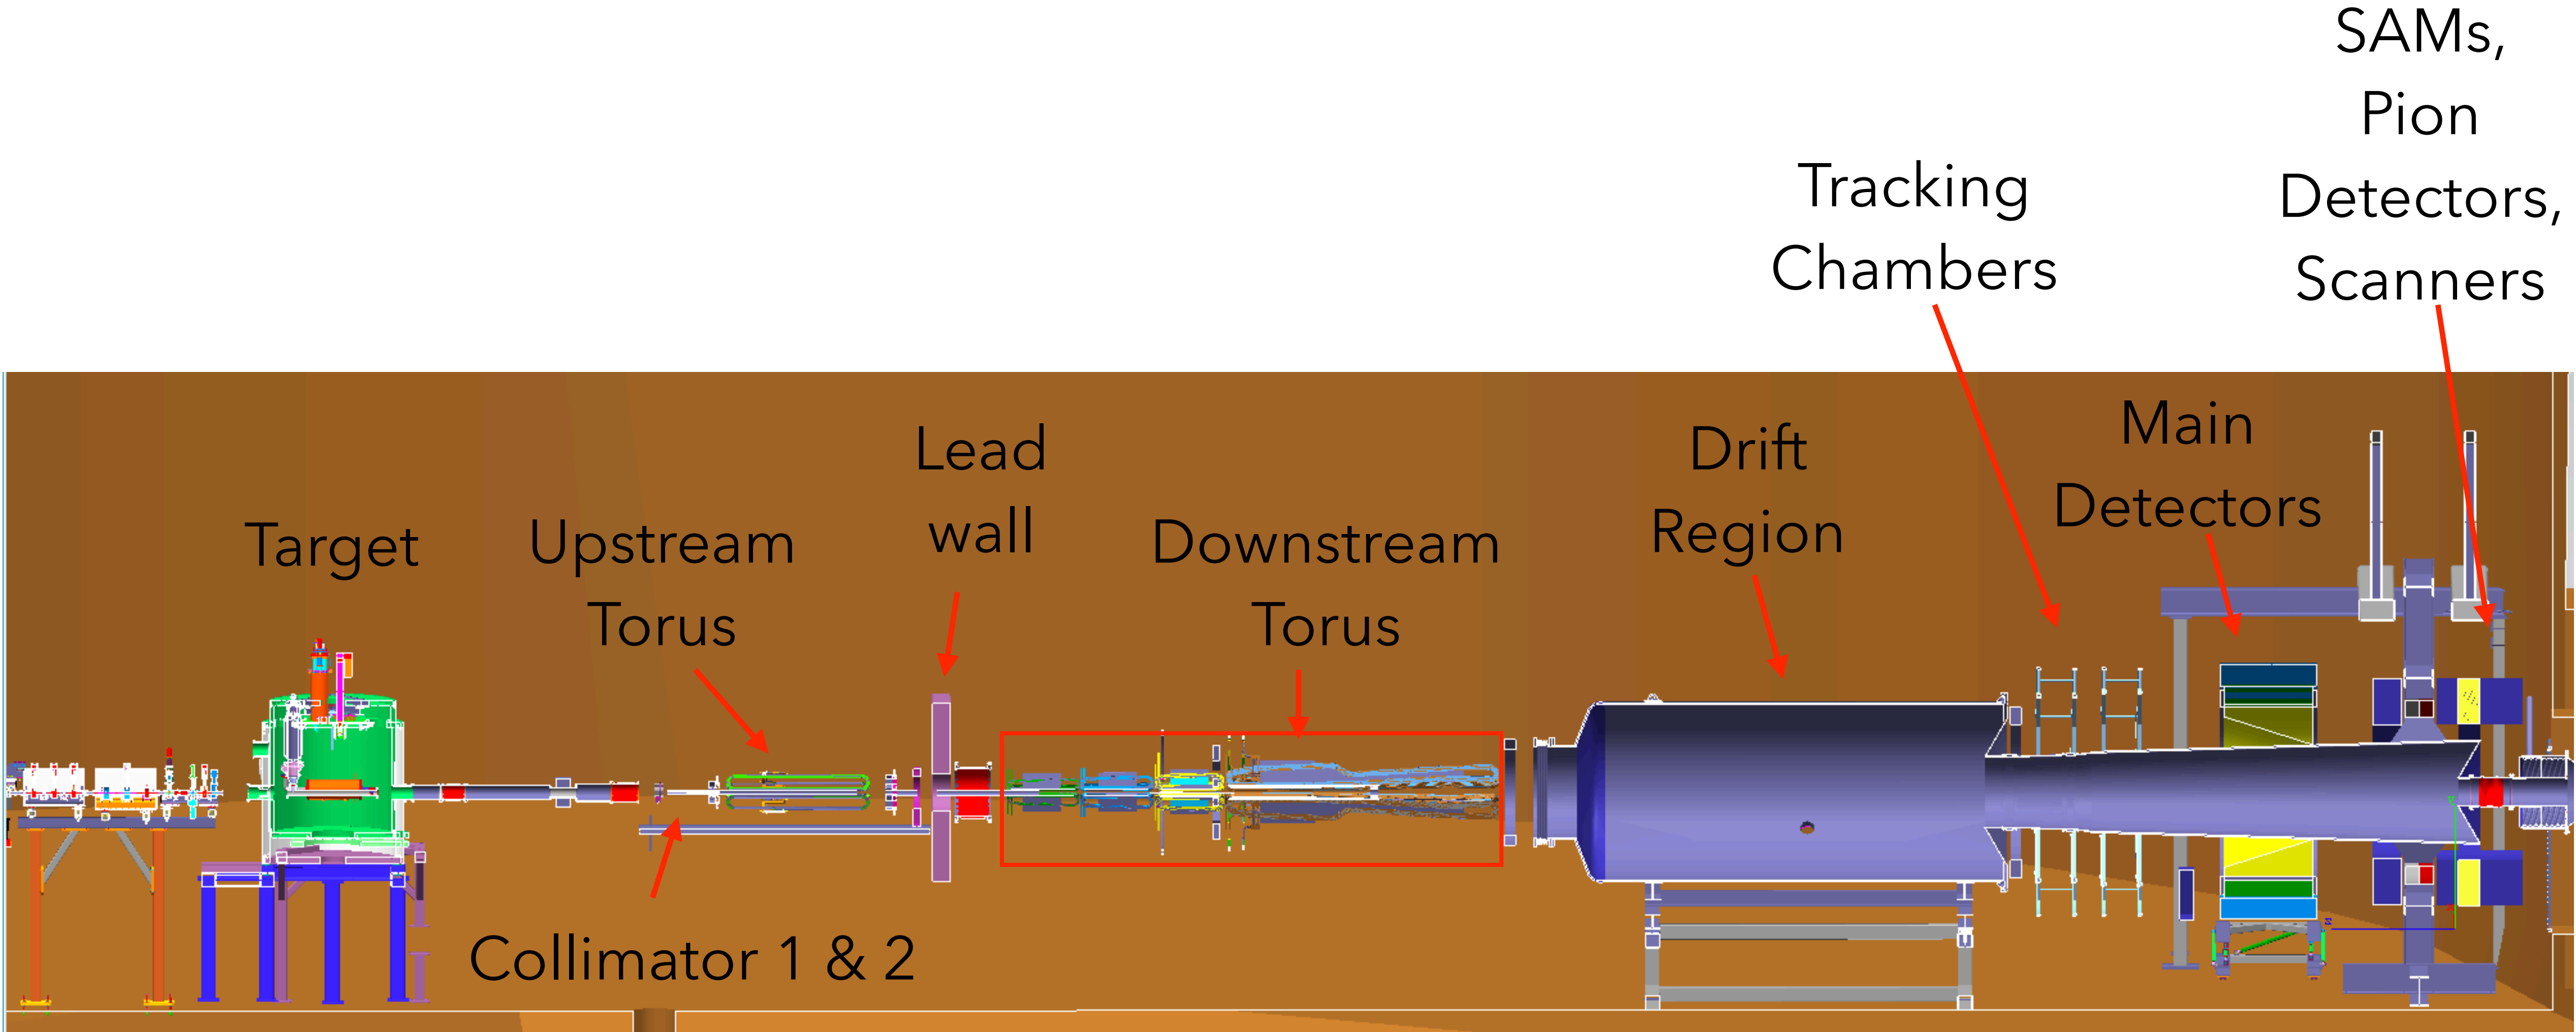 SAMs,
Pion
Detectors,
Scanners
Tracking
Chambers
Main
Detectors
Drift
Region
Lead
wall
Target
Upstream
Torus
Downstream
Torus
Collimator 1 & 2